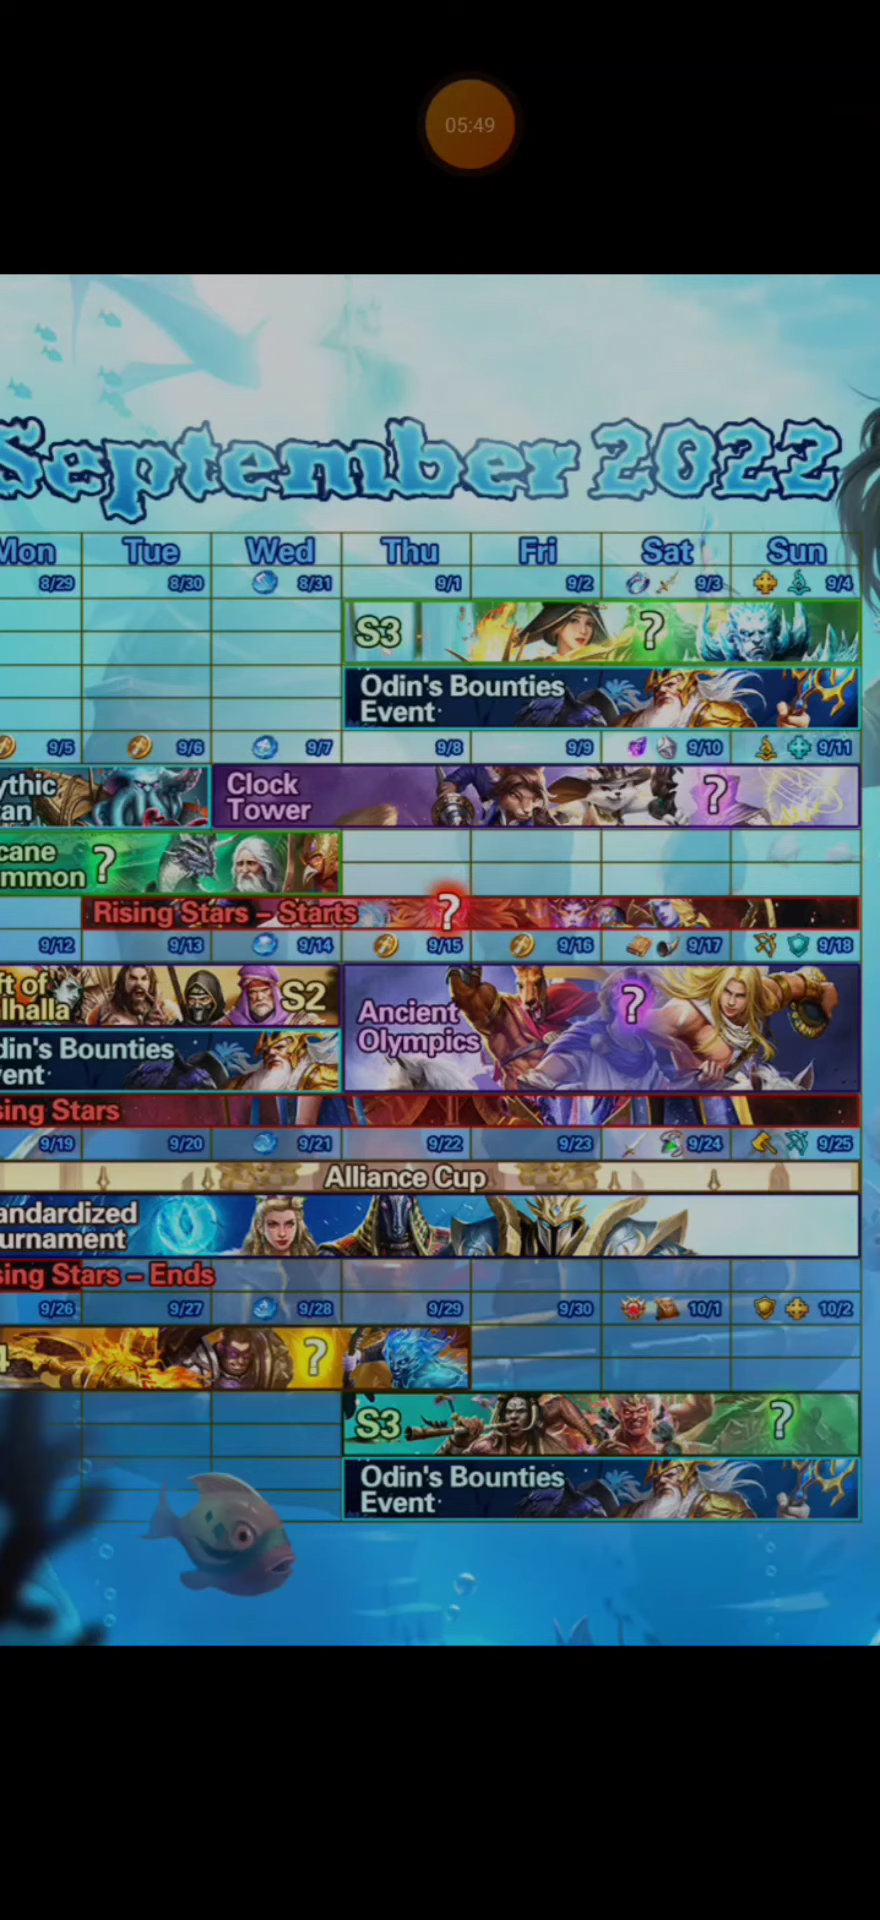 05:49
September 2022
Mon Tue Wed Thu Fri Sat Sun
8/29 8/30 8/31 9/1 9/2 9/3 9/4
S3 ?
Odin's Bounties
Event
9/5 9/6 9/7 9/8 9/9 9/10 9/11
ythic
an
Clock
Tower
?
cane
mmon
?
Rising Stars – Starts ?
9/12 9/13 9/14 9/15 9/16 9/17 9/18
ft of
lhalla
S2
Ancient
Olympics
?
din's Bounties
ent
sing Stars
9/19 9/20 9/21 9/22 9/23 9/24 9/25
Alliance Cup
andardized
urnament
sing Stars – Ends
9/26 9/27 9/28 9/29 9/30 10/1 10/2
4 ?
S3 ?
Odin's Bounties
Event